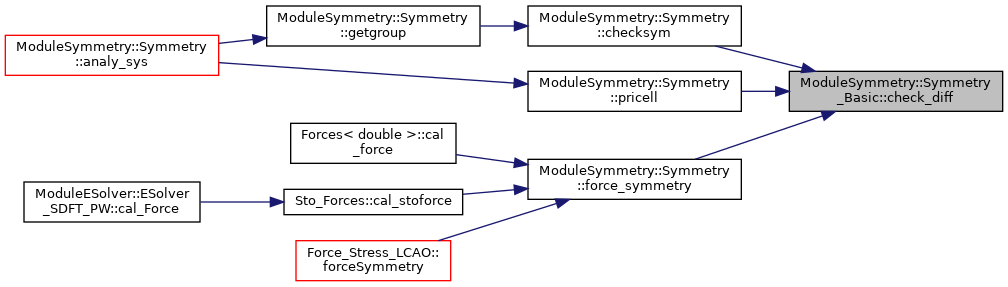 ModuleSymmetry::Symmetry
::analy_sys
ModuleSymmetry::Symmetry
::getgroup
ModuleSymmetry::Symmetry
::checksym
ModuleSymmetry::Symmetry
::pricell
ModuleSymmetry::Symmetry
_Basic::check_diff
Forces< double >::cal
_force
ModuleSymmetry::Symmetry
::force_symmetry
ModuleESolver::ESolver
_SDFT_PW::cal_Force
Sto_Forces::cal_stoforce
Force_Stress_LCAO::
forceSymmetry